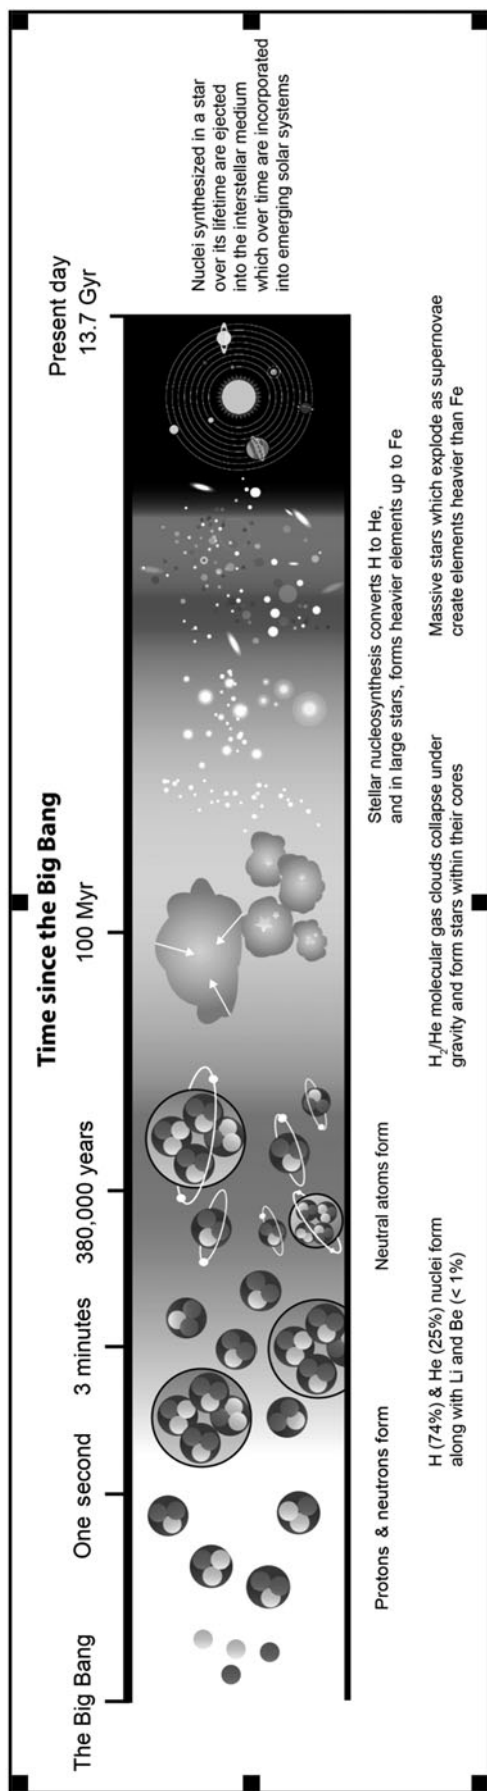 Time since the Big Bang
The Big Bang
One second
3 minutes
380,000 years
100 Myr
Present day
13.7 Gyr
Protons & neutrons form
H (74%) & He (25%) nuclei form
along with Li and Be (< 1%)
Neutral atoms form
H₂/He molecular gas clouds collapse under
gravity and form stars within their cores
Stellar nucleosynthesis converts H to He,
and in large stars, forms heavier elements up to Fe
Massive stars which explode as supernovae
create elements heavier than Fe
Nuclei synthesized in a star
over its lifetime are ejected
into the interstellar medium
which over time are incorporated
into emerging solar systems